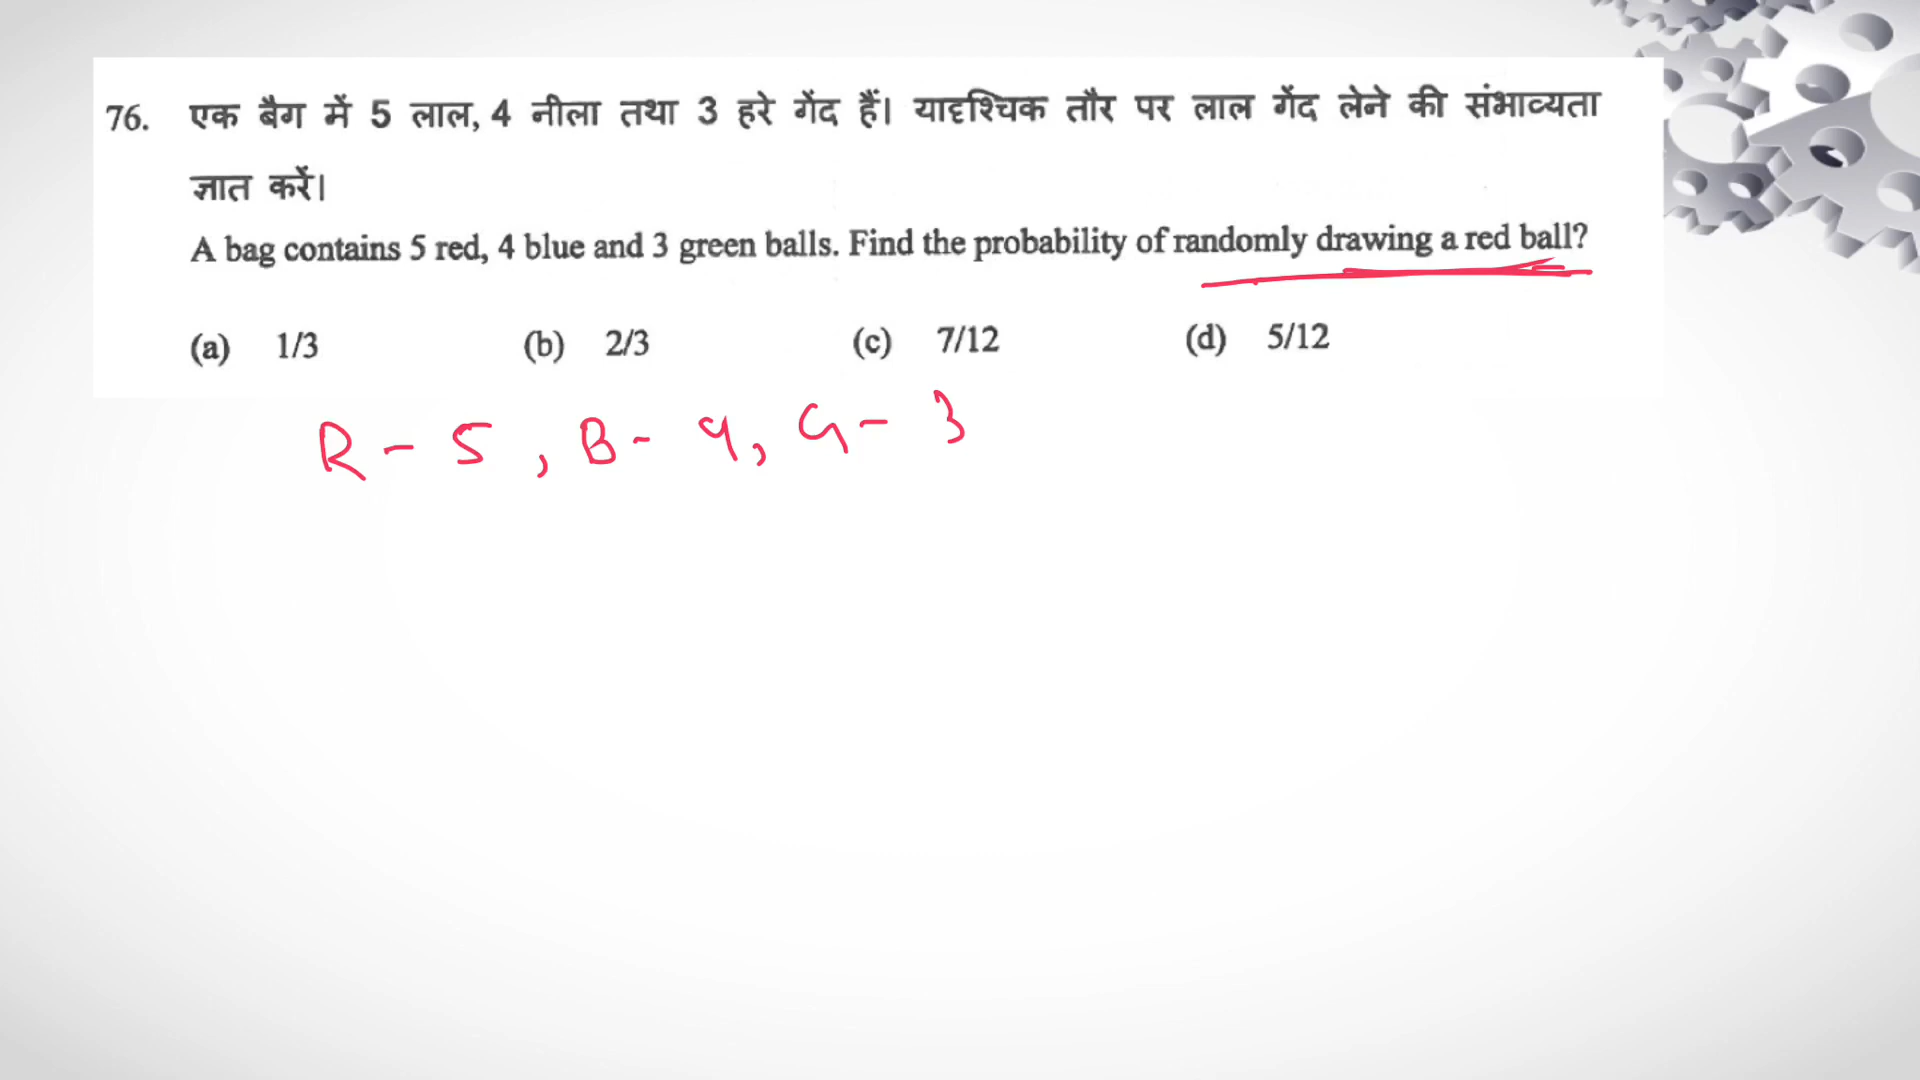 76. एक बैग में 5 लाल, 4 नीला तथा 3 हरे गेंद हैं। यादृश्चिक तौर पर लाल गेंद लेने की संभाव्यता
ज्ञात करें।
A bag contains 5 red, 4 blue and 3 green balls. Find the probability of randomly drawing a red ball?
(a) 1/3 (b) 2/3 (c) 7/12 (d) 5/12
R - 5, B - 4, G - 3